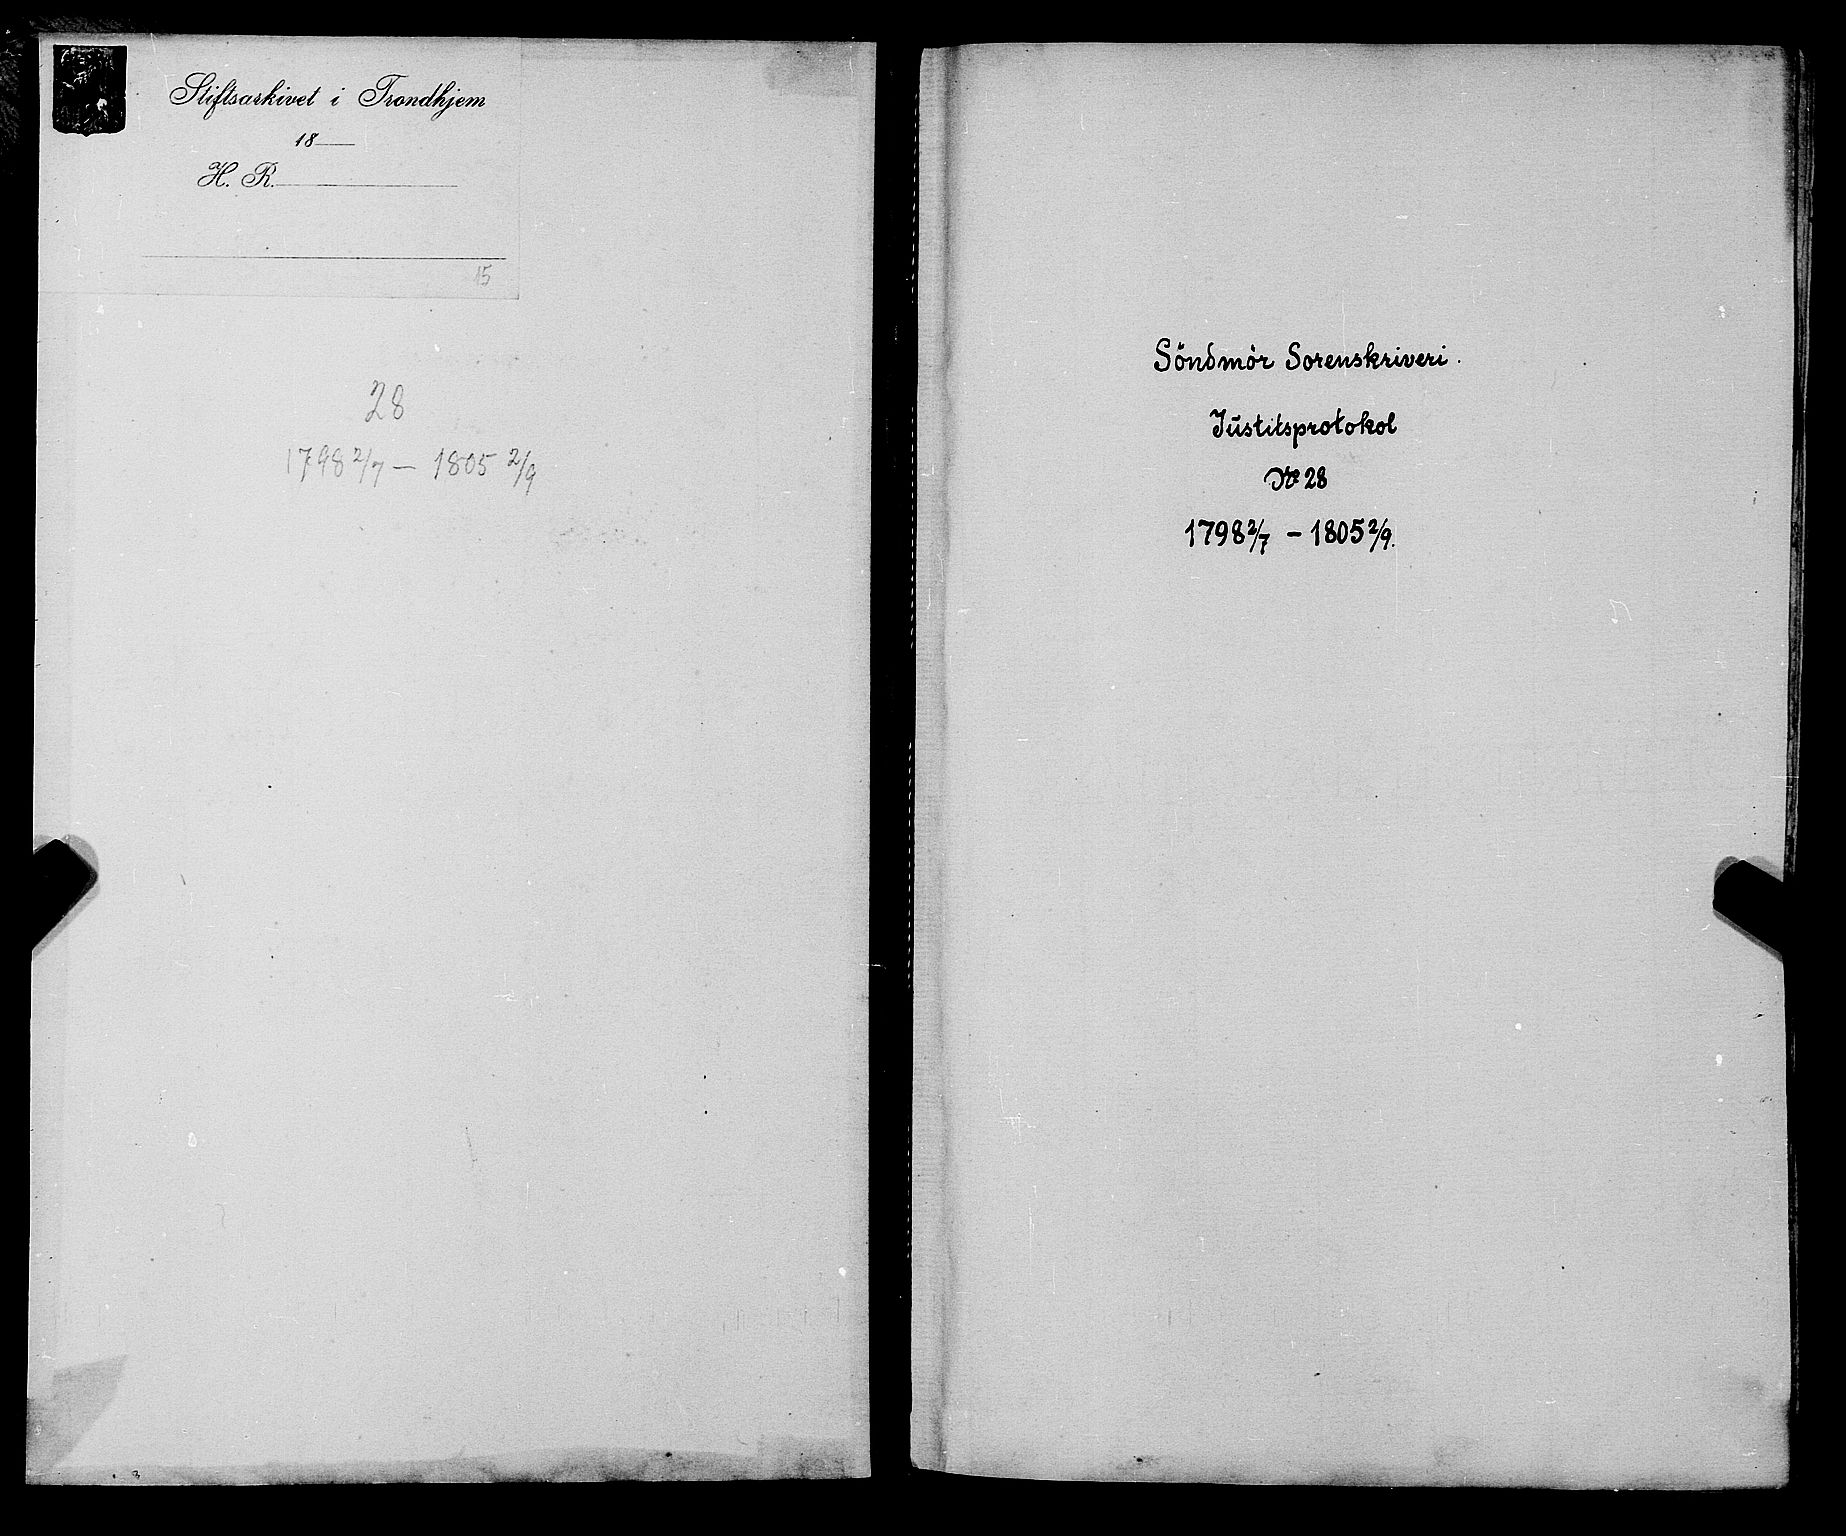 Stiftsarkivet i Trondhjem
18
H. R.
15
28
1798 2/7 — 1805 2/9
Söndmör Sorenskriveri.
Justitsprotokol
No 28
1798 2/7 – 1805 2/9.